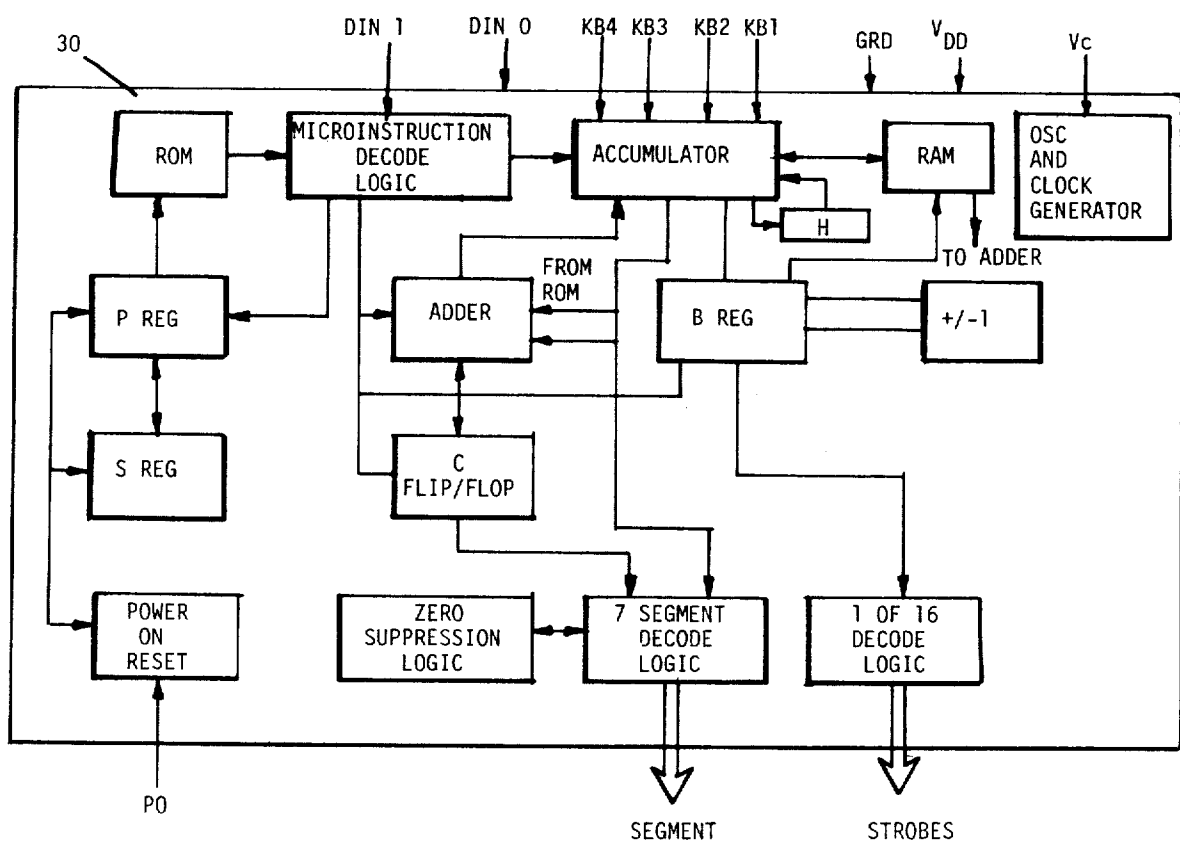 30
DIN 1
DIN 0
KB4
KB3
KB2
KB1
GRD
VDD
Vc
ROM
MICROINSTRUCTION
DECODE
LOGIC
ACCUMULATOR
RAM
OSC
AND
CLOCK
GENERATOR
H
TO ADDER
P REG
ADDER
FROM
ROM
B REG
+/-1
S REG
C
FLIP/FLOP
POWER
ON
RESET
ZERO
SUPPRESSION
LOGIC
7 SEGMENT
DECODE
LOGIC
1 OF 16
DECODE
LOGIC
PO
SEGMENT
STROBES